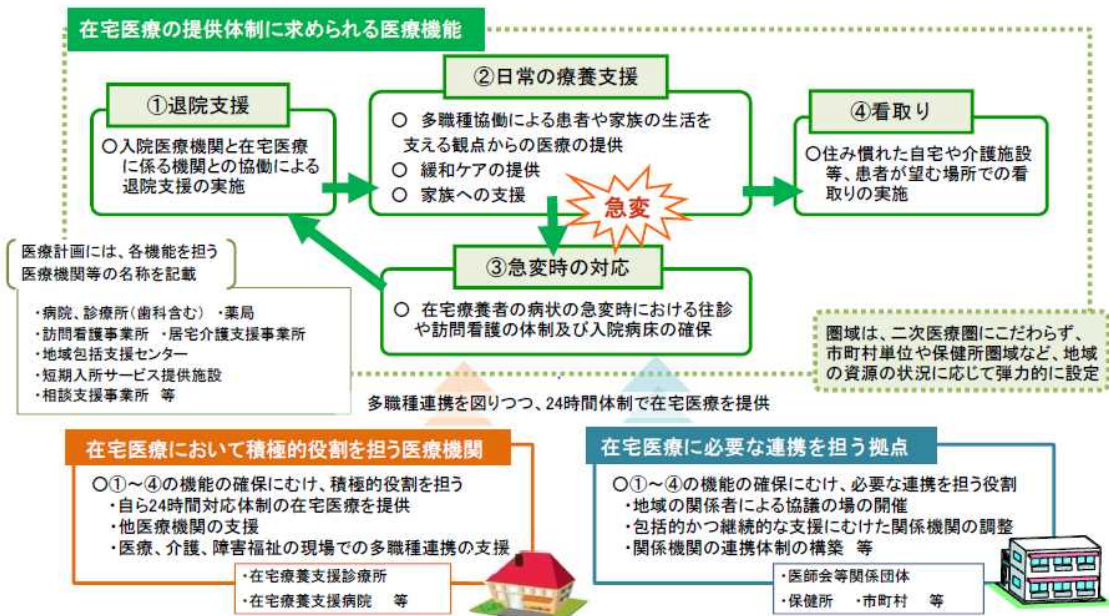 在宅医療の提供体制に求められる医療機能
①退院支援
○入院医療機関と在宅医療
に係る機関との協働による
退院支援の実施
②日常の療養支援
○ 多職種協働による患者や家族の生活を
支える観点からの医療の提供
○ 緩和ケアの提供
○ 家族への支援
急変
④看取り
○住み慣れた自宅や介護施設
等、患者が望む場所での看
取りの実施
③急変時の対応
○ 在宅療養者の病状の急変時における往診
や訪問看護の体制及び入院病床の確保
医療計画には、各機能を担う
医療機関等の名称を記載
・病院、診療所(歯科含む) ・薬局
・訪問看護事業所 ・居宅介護支援事業所
・地域包括支援センター
・短期入所サービス提供施設
・相談支援事業所 等
圏域は、二次医療圏にこだわらず、
市町村単位や保健所圏域など、地域
の資源の状況に応じて弾力的に設定
多職種連携を図りつつ、24時間体制で在宅医療を提供
在宅医療において積極的役割を担う医療機関
○①～④の機能の確保にむけ、積極的役割を担う
・自ら24時間対応体制の在宅医療を提供
・他医療機関の支援
・医療、介護、障害福祉の現場での多職種連携の支援
・在宅療養支援診療所
・在宅療養支援病院 等
在宅医療に必要な連携を担う拠点
○①～④の機能の確保にむけ、必要な連携を担う役割
・地域の関係者による協議の場の開催
・包括的かつ継続的な支援にむけた関係機関の調整
・関係機関の連携体制の構築 等
・医師会等関係団体
・保健所 ・市町村 等